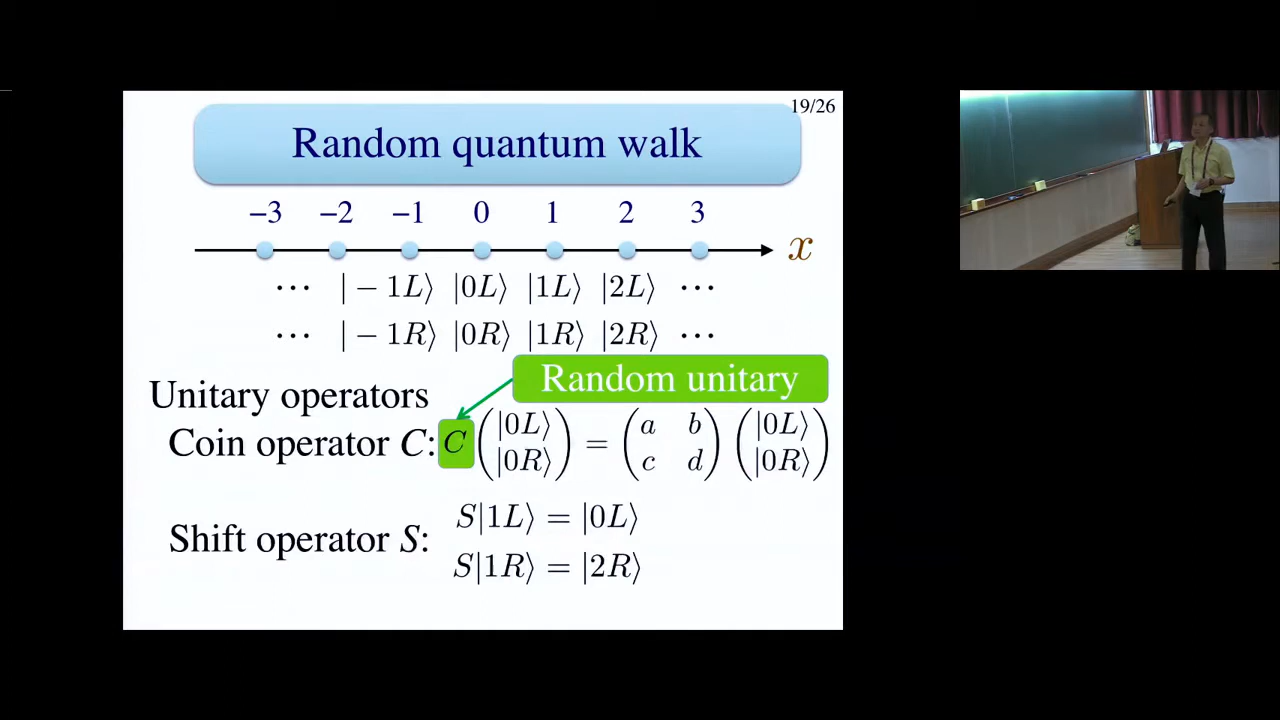 19/26
Random quantum walk
−3 −2 −1 0 1 2 3
x
··· |−1L⟩ |0L⟩ |1L⟩ |2L⟩ ···
··· |−1R⟩ |0R⟩ |1R⟩ |2R⟩ ···
Random unitary
Unitary operators
Coin operator C: C (|0L⟩ |0R⟩) = (a b c d) (|0L⟩ |0R⟩)
Shift operator S:
S|1L⟩ = |0L⟩
S|1R⟩ = |2R⟩